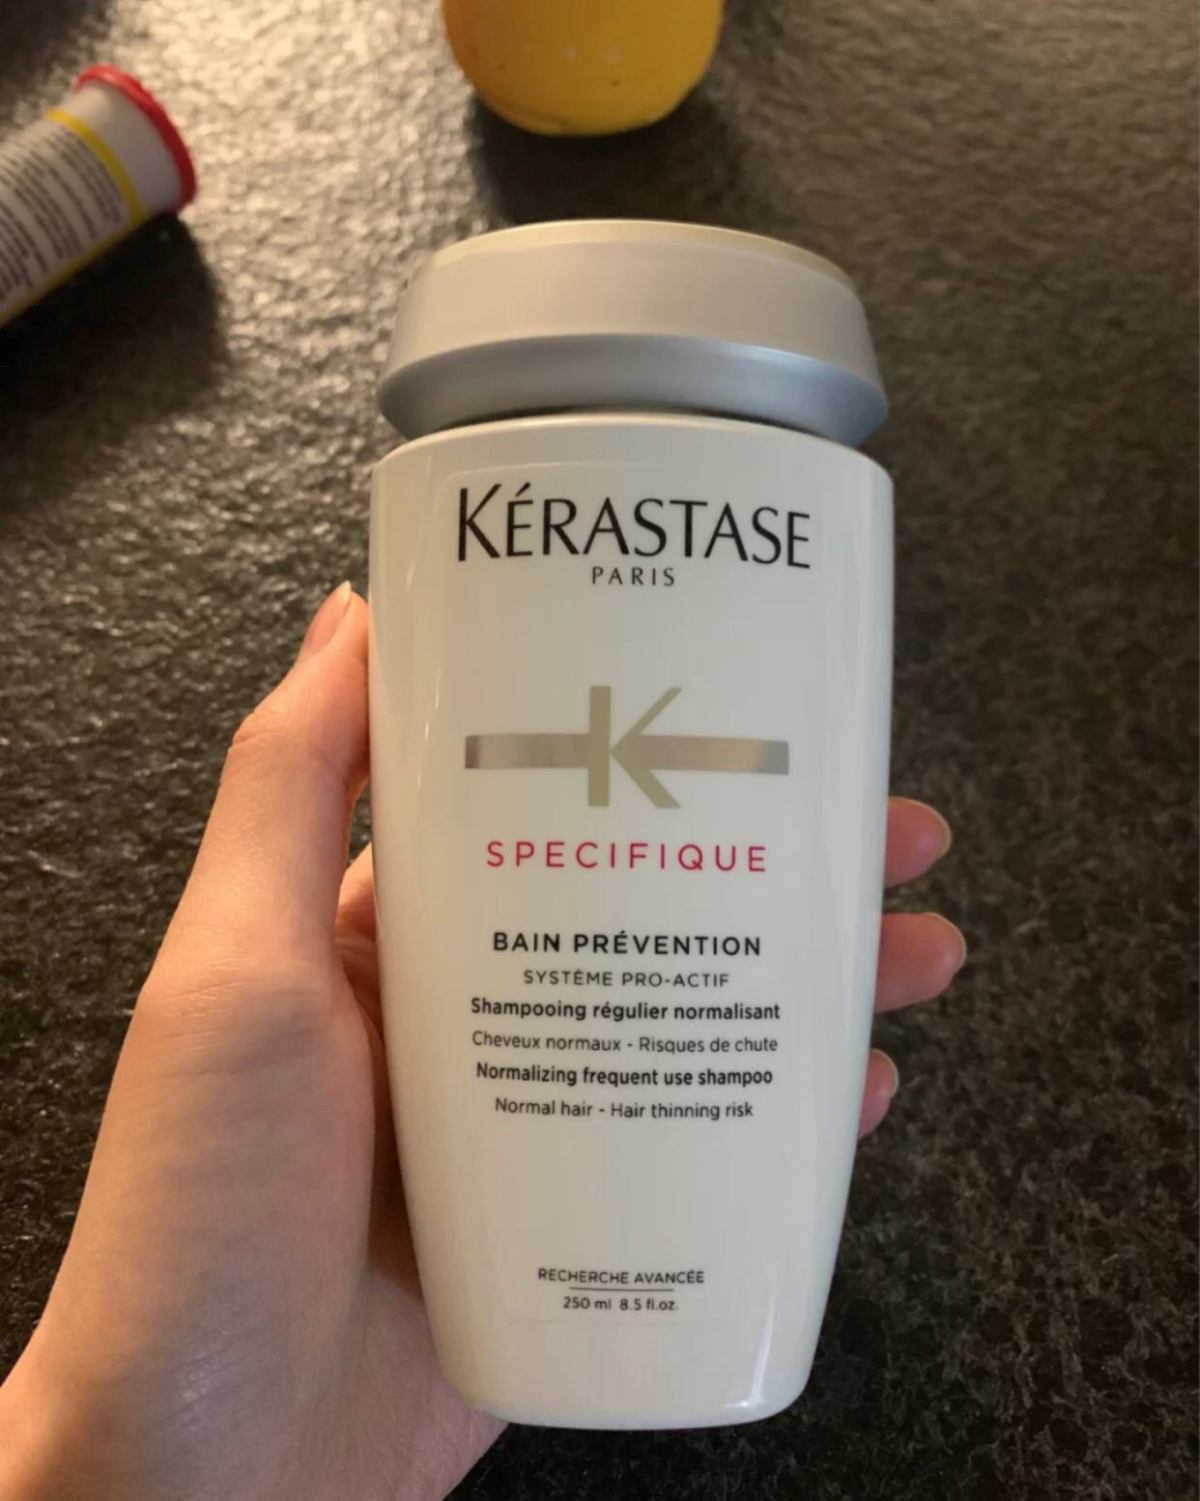 KÉRASTASE
PARIS
K
SPECIFIQUE
BAIN PRÉVENTION
SYSTÈME PRO-ACTIF
Shampooing régulier normalisant
Cheveux normaux - Risques de chute
Normalizing frequent use shampoo
Normal hair - Hair thinning risk
RECHERCHE AVANCÉE
250 ml 8.5 fl.oz.